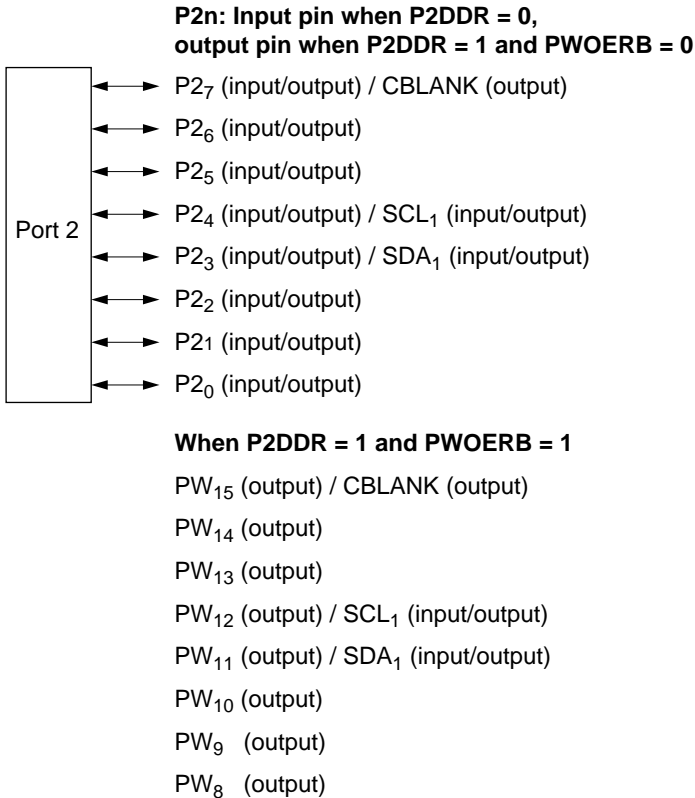 P2n: Input pin when P2DDR = 0,
output pin when P2DDR = 1 and PWOERB = 0
Port 2
P2₇ (input/output) / CBLANK (output)
P2₆ (input/output)
P2₅ (input/output)
P2₄ (input/output) / SCL₁ (input/output)
P2₃ (input/output) / SDA₁ (input/output)
P2₂ (input/output)
P21 (input/output)
P2₀ (input/output)
When P2DDR = 1 and PWOERB = 1
PW₁₅ (output) / CBLANK (output)
PW₁₄ (output)
PW₁₃ (output)
PW₁₂ (output) / SCL₁ (input/output)
PW₁₁ (output) / SDA₁ (input/output)
PW₁₀ (output)
PW₉ (output)
PW₈ (output)